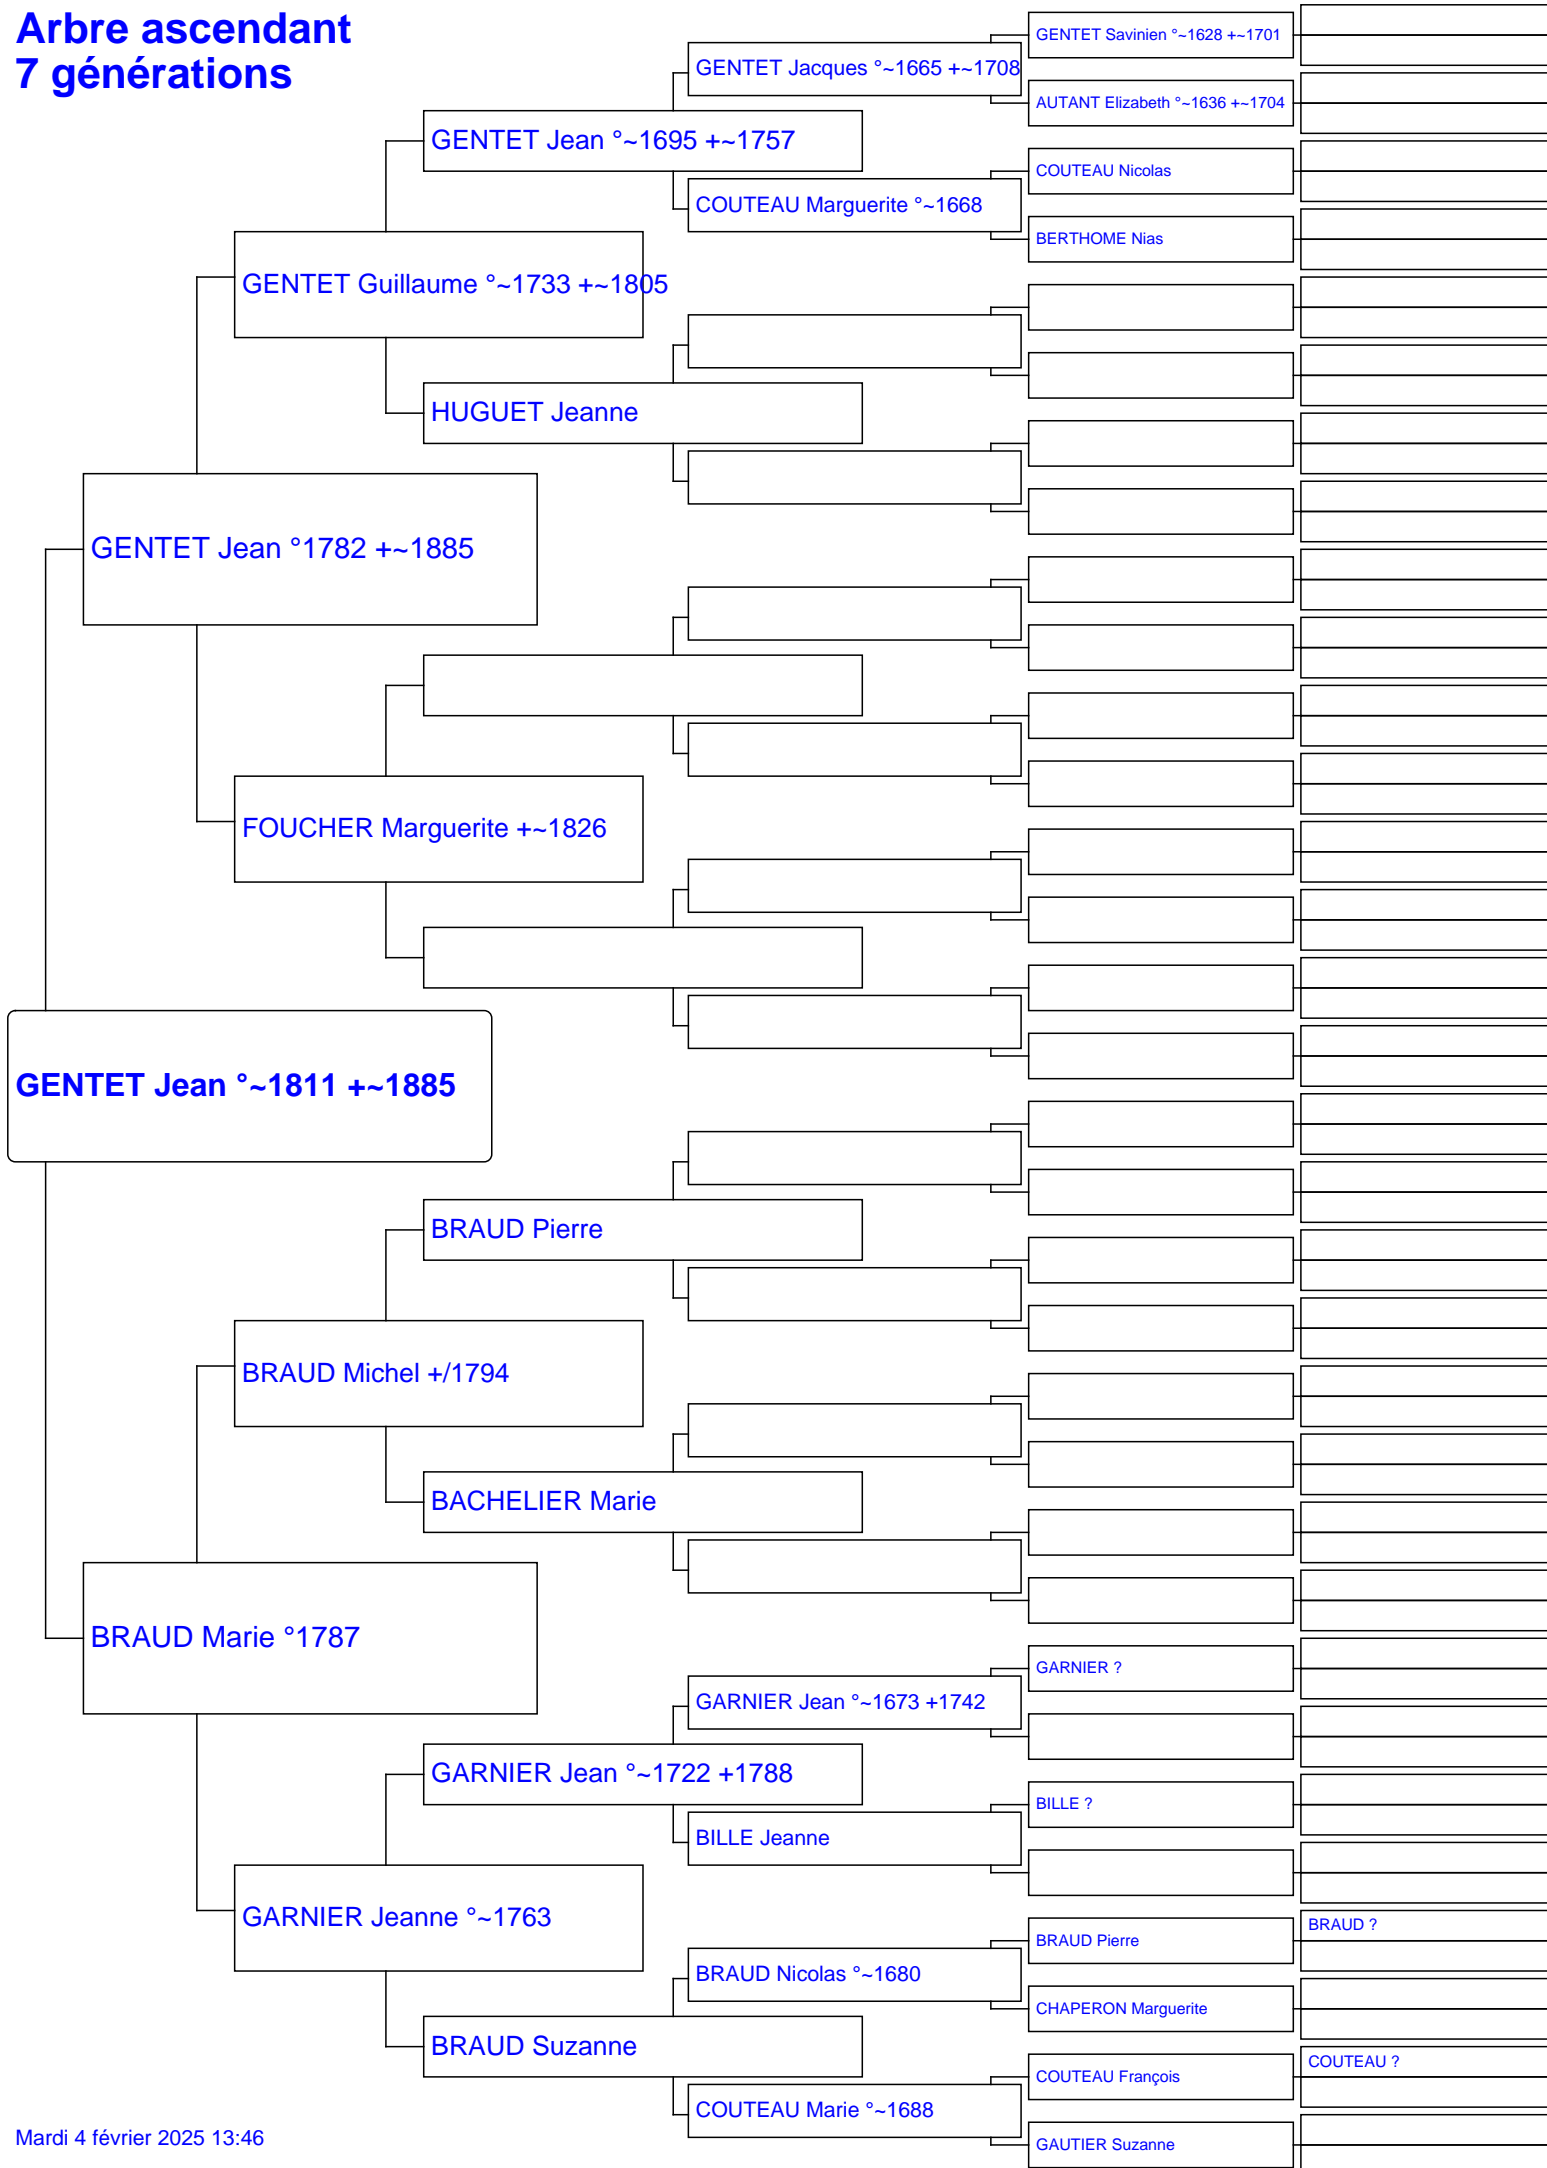 Arbre ascendant
7 générations
GENTET Savinien °~1628 +~1701
GENTET Jacques °~1665 +~1708
AUTANT Elizabeth °~1636 +~1704
GENTET Jean °~1695 +~1757
COUTEAU Nicolas
COUTEAU Marguerite °~1668
BERTHOME Nias
GENTET Guillaume °~1733 +~1805
HUGUET Jeanne
GENTET Jean °1782 +~1885
FOUCHER Marguerite +~1826
GENTET Jean °~1811 +~1885
BRAUD Pierre
BRAUD Michel +/1794
BACHELIER Marie
BRAUD Marie °1787
GARNIER ?
GARNIER Jean °~1673 +1742
GARNIER Jean °~1722 +1788
BILLE ?
BILLE Jeanne
GARNIER Jeanne °~1763
BRAUD ?
BRAUD Pierre
BRAUD Nicolas °~1680
CHAPERON Marguerite
BRAUD Suzanne
COUTEAU ?
COUTEAU François
COUTEAU Marie °~1688
GAUTIER Suzanne
Mardi 4 février 2025 13:46